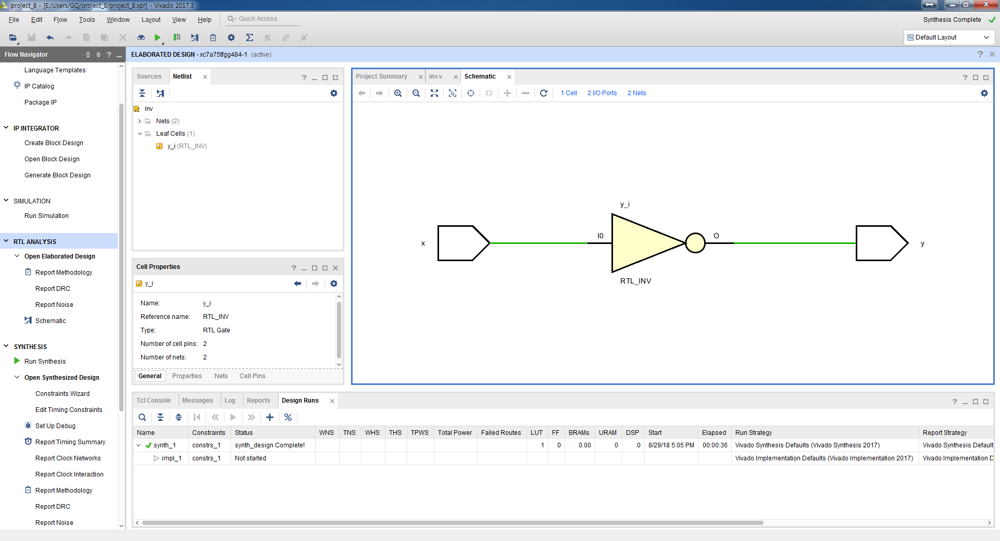 project_8 - [E:/Users/GQ/project_8/project_8.xpr] - Vivado 2017.3
File Edit Flow Tools Window Layout View Help Quick Access
Synthesis Complete
Default Layout
Flow Navigator
ELABORATED DESIGN - xc7a75tfgg484-1 (active)
Language Templates
IP Catalog
Package IP
IP INTEGRATOR
Create Block Design
Open Block Design
Generate Block Design
SIMULATION
Run Simulation
RTL ANALYSIS
Open Elaborated Design
Report Methodology
Report DRC
Report Noise
Schematic
SYNTHESIS
Run Synthesis
Open Synthesized Design
Constraints Wizard
Edit Timing Constraints
Set Up Debug
Report Timing Summary
Report Clock Networks
Report Clock Interaction
Report Methodology
Report DRC
Report Noise
Sources Netlist
inv
Nets (2)
Leaf Cells (1)
y_i (RTL_INV)
Cell Properties
y_i
Name: y_i
Reference name: RTL_INV
Type: RTL Gate
Number of cell pins: 2
Number of nets: 2
General Properties Nets Cell Pins
Project Summary inv.v Schematic
1 Cell 2 I/O Ports 2 Nets
y_i
x I0 O y
RTL_INV
Tcl Console Messages Log Reports Design Runs
Name Constraints Status WNS TNS WHS THS TPWS Total Power Failed Routes LUT FF BRAMs URAM DSP Start Elapsed Run Strategy Report Strategy
synth_1 constrs_1 synth_design Complete! 1 0 0.00 0 0 8/29/18 5:05 PM 00:00:36 Vivado Synthesis Defaults (Vivado Synthesis 2017) Vivado Synthesis Default
impl_1 constrs_1 Not started Vivado Implementation Defaults (Vivado Implementation 2017) Vivado Implementation D